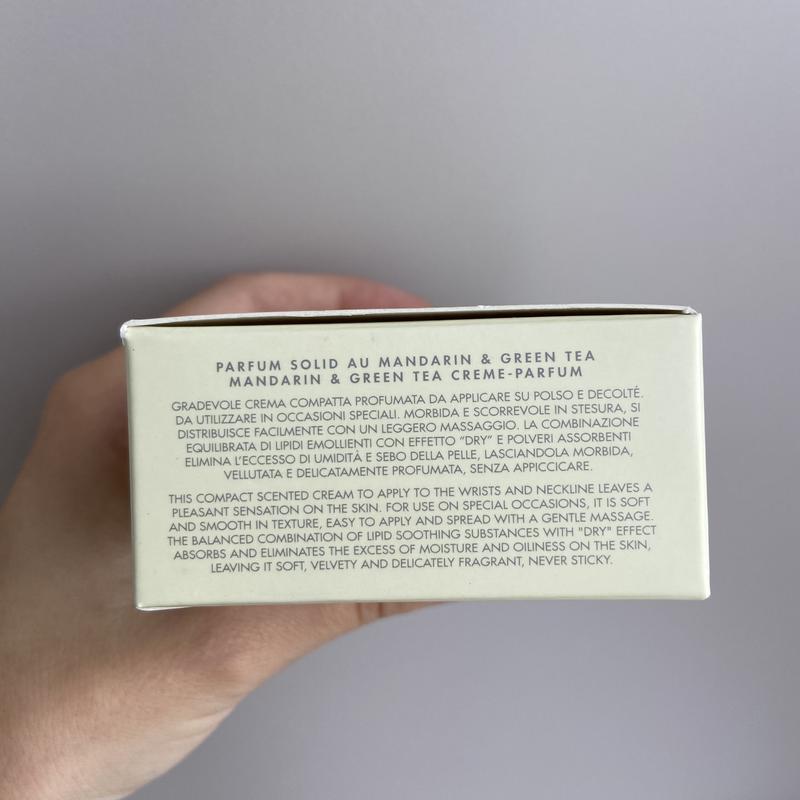 PARFUM SOLID AU MANDARIN & GREEN TEA
MANDARIN & GREEN TEA CREME-PARFUM
GRADEVOLE CREMA COMPATTA PROFUMATA DA APPLICARE SU POLSO E DECOLTÉ.
DA UTILIZZARE IN OCCASIONI SPECIALI. MORBIDA E SCORREVOLE IN STESURA, SI
DISTRIBUISCE FACILMENTE CON UN LEGGERO MASSAGGIO. LA COMBINAZIONE
EQUILIBRATA DI LIPIDI EMOLLIENTI CON EFFETTO "DRY" E POLVERI ASSORBENTI
ELIMINA L'ECCESSO DI UMIDITÀ E SEBO DELLA PELLE, LASCIANDOLA MORBIDA,
VELLUTATA E DELICATAMENTE PROFUMATA, SENZA APPICCICARE.
THIS COMPACT SCENTED CREAM TO APPLY TO THE WRISTS AND NECKLINE LEAVES A
PLEASANT SENSATION ON THE SKIN. FOR USE ON SPECIAL OCCASIONS, IT IS SOFT
AND SMOOTH IN TEXTURE, EASY TO APPLY AND SPREAD WITH A GENTLE MASSAGE.
THE BALANCED COMBINATION OF LIPID SOOTHING SUBSTANCES WITH "DRY" EFFECT
ABSORBS AND ELIMINATES THE EXCESS OF MOISTURE AND OILINESS ON THE SKIN,
LEAVING IT SOFT, VELVETY AND DELICATELY FRAGRANT, NEVER STICKY.